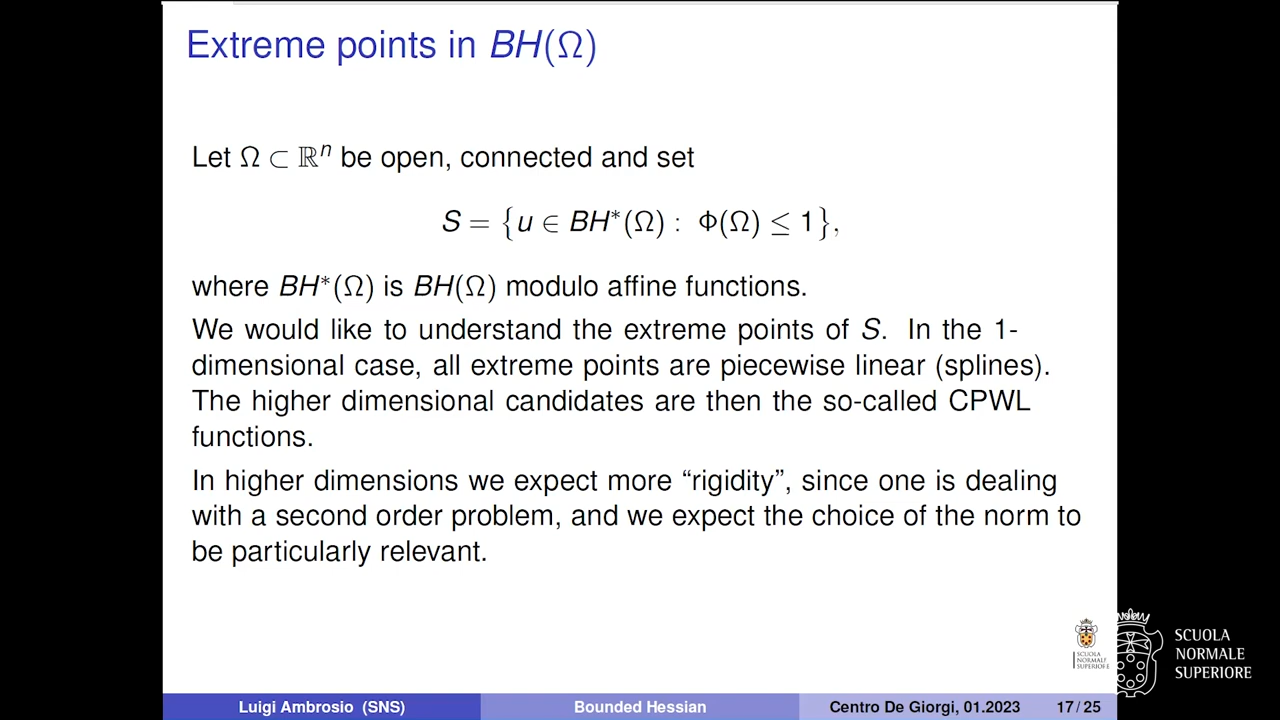 Extreme points in BH(Ω)
Let Ω ⊂ ℝⁿ be open, connected and set
S = {u ∈ BH*(Ω) : Φ(Ω) ≤ 1},
where BH*(Ω) is BH(Ω) modulo affine functions.
We would like to understand the extreme points of S. In the 1-
dimensional case, all extreme points are piecewise linear (splines).
The higher dimensional candidates are then the so-called CPWL
functions.
In higher dimensions we expect more “rigidity”, since one is dealing
with a second order problem, and we expect the choice of the norm to
be particularly relevant.
SCUOLA
NORMALE
SUPERIORE
SCUOLA
NORMALE
SUPERIORE
Luigi Ambrosio (SNS)
Bounded Hessian
Centro De Giorgi, 01.2023
17 / 25